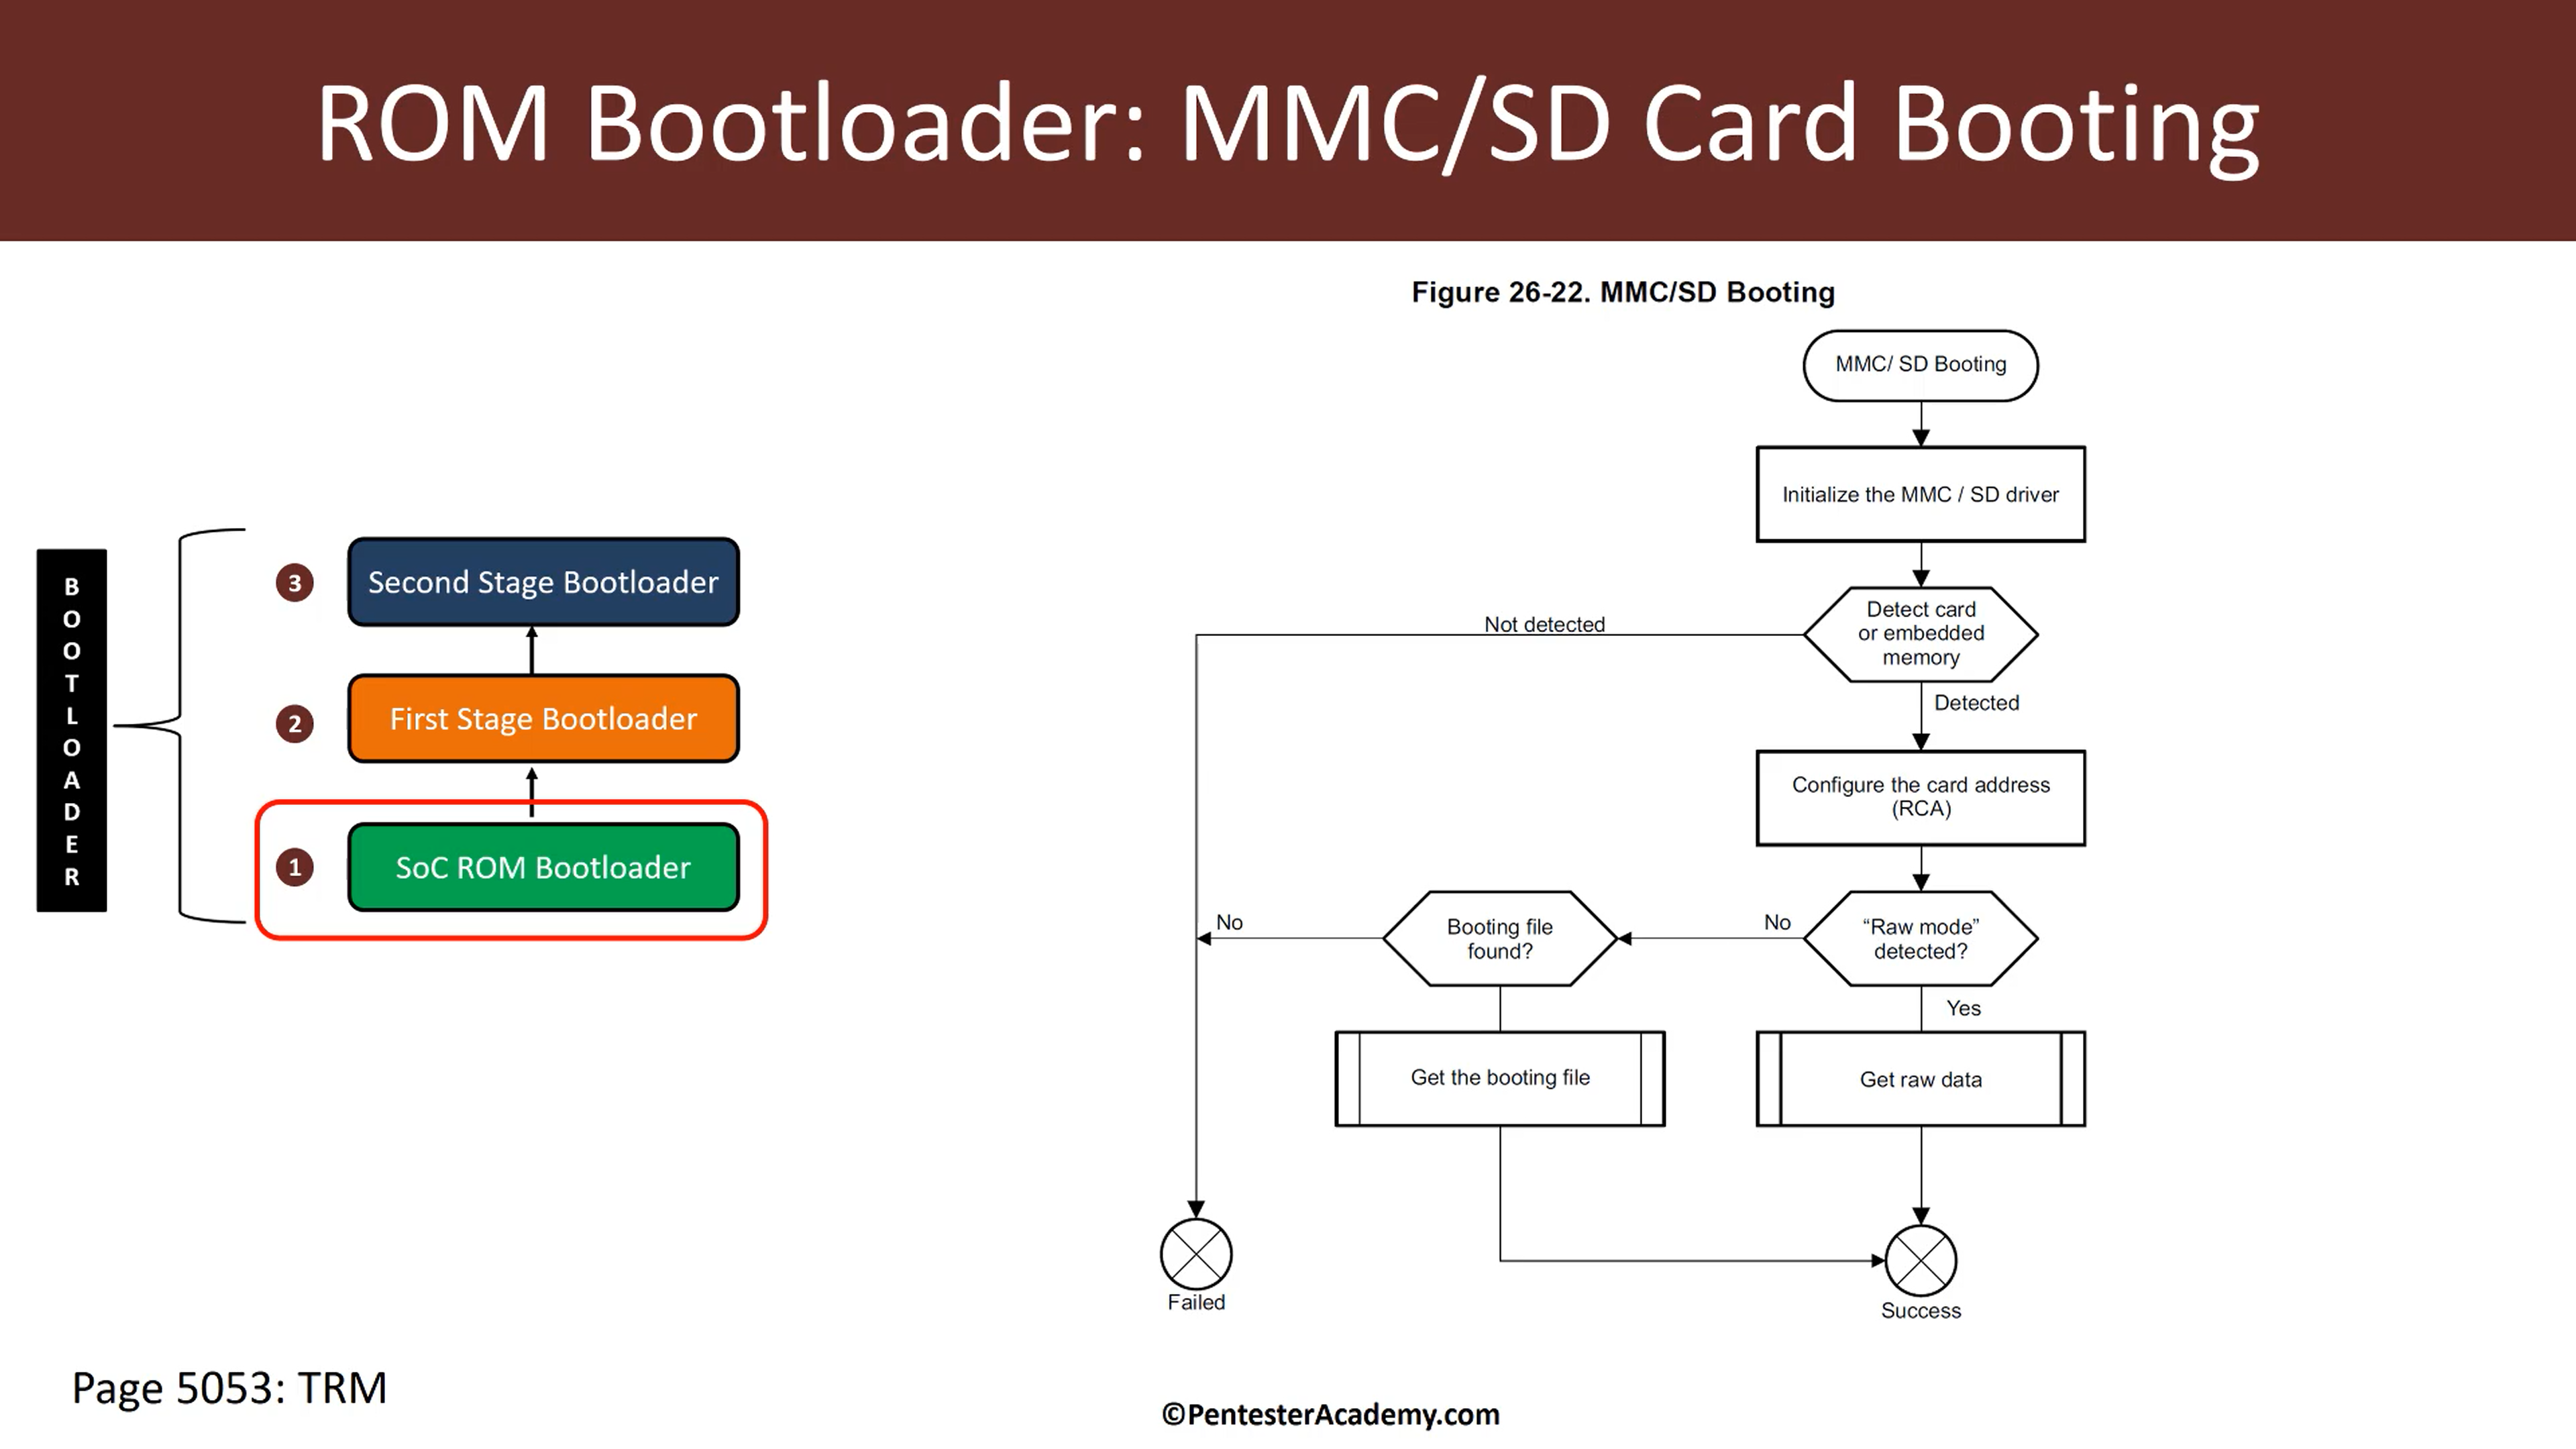 ROM Bootloader: MMC/SD Card Booting
Figure 26-22. MMC/SD Booting
BOOTLOADER
3
Second Stage Bootloader
2
First Stage Bootloader
1
SoC ROM Bootloader
MMC/ SD Booting
Initialize the MMC / SD driver
Detect card
or embedded
memory
Not detected
Detected
Configure the card address
(RCA)
“Raw mode”
detected?
No
Booting file
found?
No
Yes
Get the booting file
Get raw data
Failed
Success
Page 5053: TRM
©PentesterAcademy.com